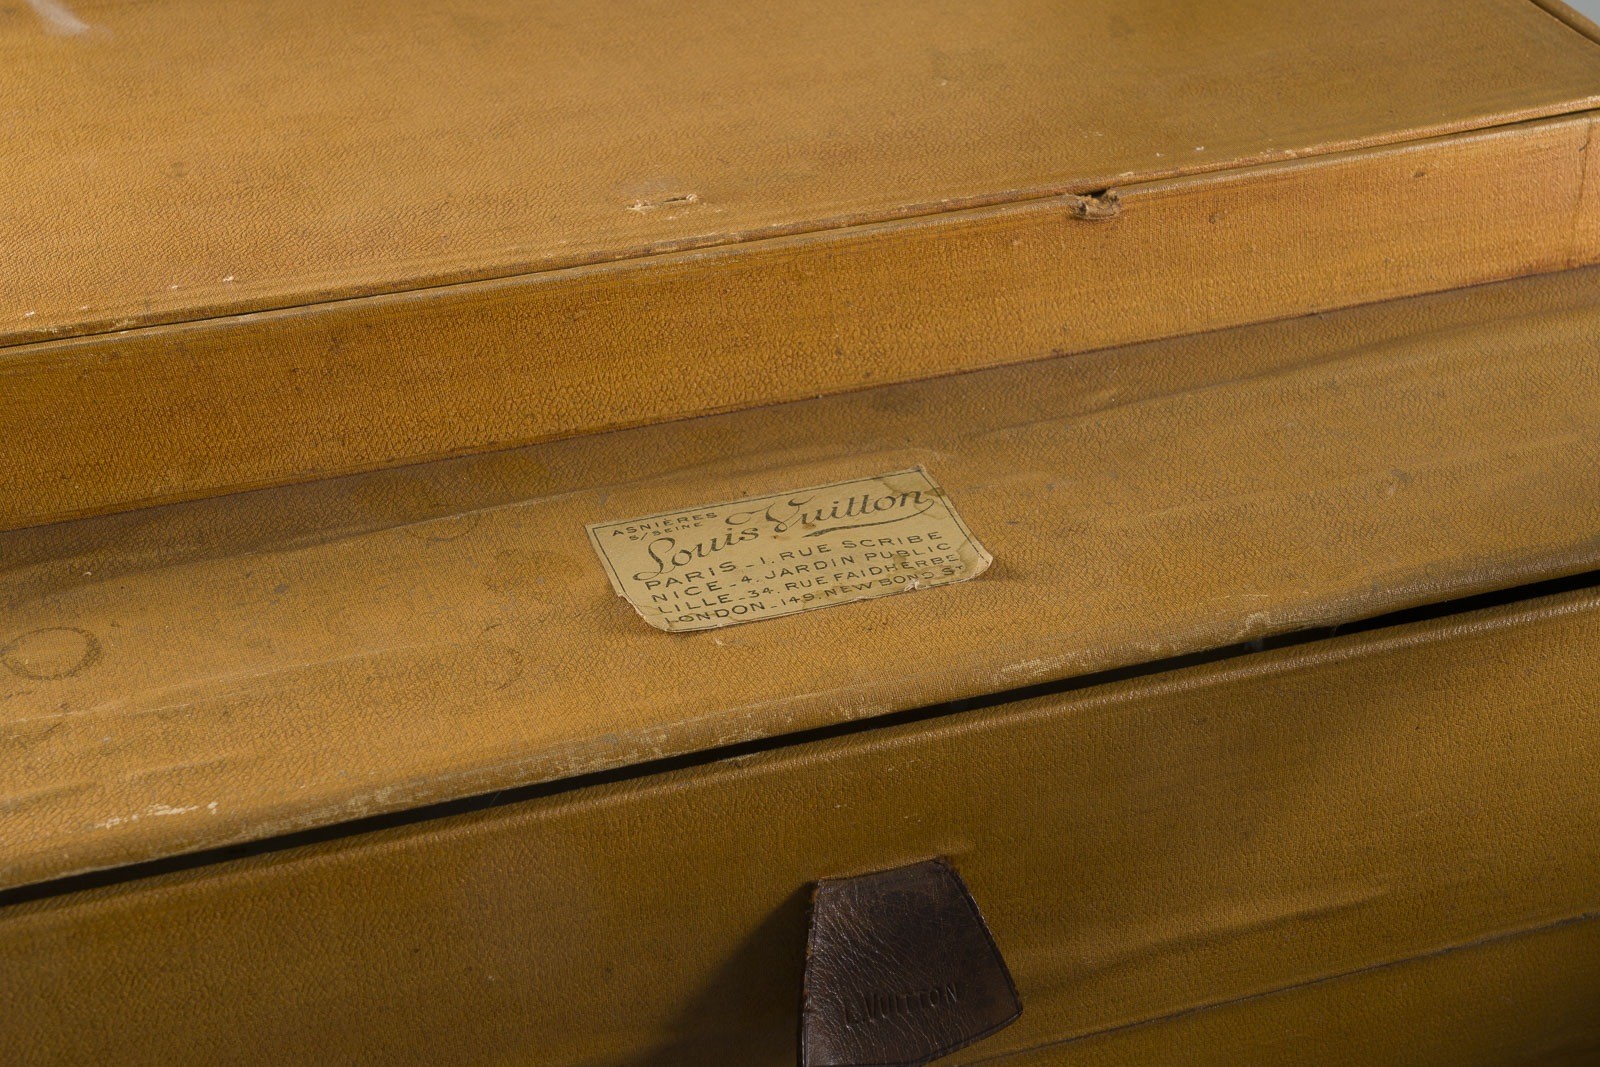 ASNIÈRES
S/SEINE
Louis Vuitton
PARIS - 1. RUE SCRIBE
NICE - 4. JARDIN PUBLIC
LILLE - 34. RUE FAIDHERBE
LONDON - 149. NEW BOND ST
L.VUITTON